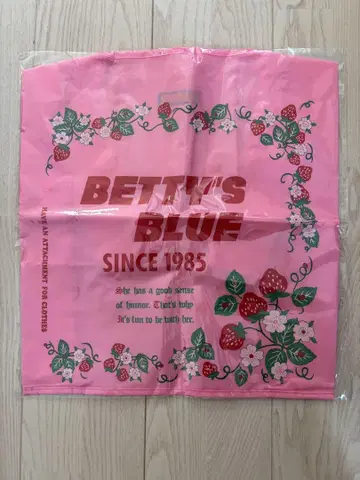 BETTY'S
BLUE
SINCE 1985
She has a good sense
of humor. That's why
It's fun to be with her.
HAVE AN ATTACHMENT FOR CLOTHES